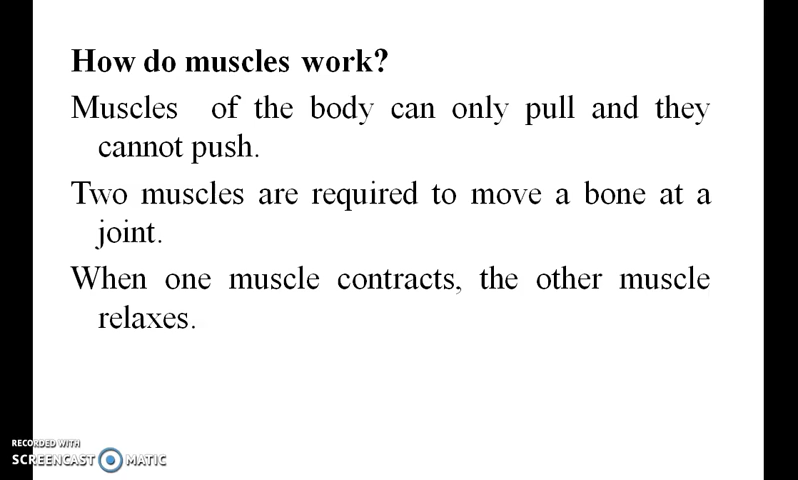 How do muscles work?
Muscles of the body can only pull and they
cannot push.
Two muscles are required to move a bone at a
joint.
When one muscle contracts, the other muscle
relaxes.
RECORDED WITH
SCREENCAST MATIC